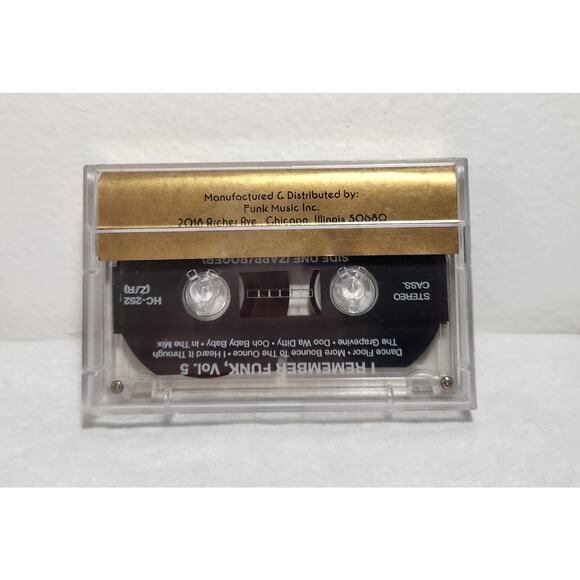 Manufactured & Distributed by:
Funk Music Inc.
2018 Archer Ave., Chicago, Illinois 50680
I REMEMBER FUNK, Vol. 5
Dance Floor • More Bounce To The Ounce • I Heard It Through
The Grapevine • Doo Wa Ditty • Ooh Baby Baby • In The Mix
STEREO
CASS.
HC-252
(Z/R)
SIDE ONE (ZAPP/ROGER)